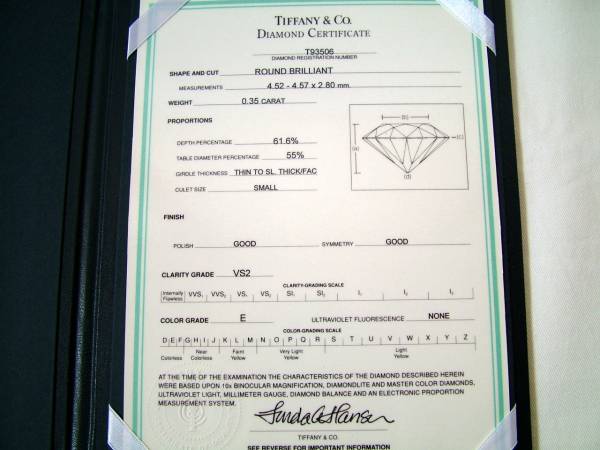 TIFFANY & CO.
DIAMOND CERTIFICATE
T93506
DIAMOND REGISTRATION NUMBER
SHAPE AND CUT ROUND BRILLIANT
MEASUREMENTS 4.52 - 4.57 x 2.80 mm.
WEIGHT 0.35 CARAT
PROPORTIONS
DEPTH PERCENTAGE 61.6%
TABLE DIAMETER PERCENTAGE 55%
GIRDLE THICKNESS THIN TO SL. THICK/FAC
CULET SIZE SMALL
(b)
(a) (c)
(d)
FINISH
POLISH GOOD SYMMETRY GOOD
CLARITY GRADE VS2
CLARITY-GRADING SCALE
Internally Flawless VVS₁ VVS₂ VS₁ VS₂ SI₁ SI₂ I₁ I₂ I₃
COLOR GRADE E ULTRAVIOLET FLUORESCENCE NONE
COLOR-GRADING SCALE
D E F G H I J K L M N O P Q R S T U V W X Y Z
Colorless Near Colorless Faint Yellow Very Light Yellow Light Yellow
AT THE TIME OF THE EXAMINATION THE CHARACTERISTICS OF THE DIAMOND DESCRIBED HEREIN
WERE BASED UPON 10x BINOCULAR MAGNIFICATION, DIAMONDLITE AND MASTER COLOR DIAMONDS,
ULTRAVIOLET LIGHT, MILLIMETER GAUGE, DIAMOND BALANCE AND AN ELECTRONIC PROPORTION
MEASUREMENT SYSTEM.
TIFFANY & CO.
SEE REVERSE FOR IMPORTANT INFORMATION